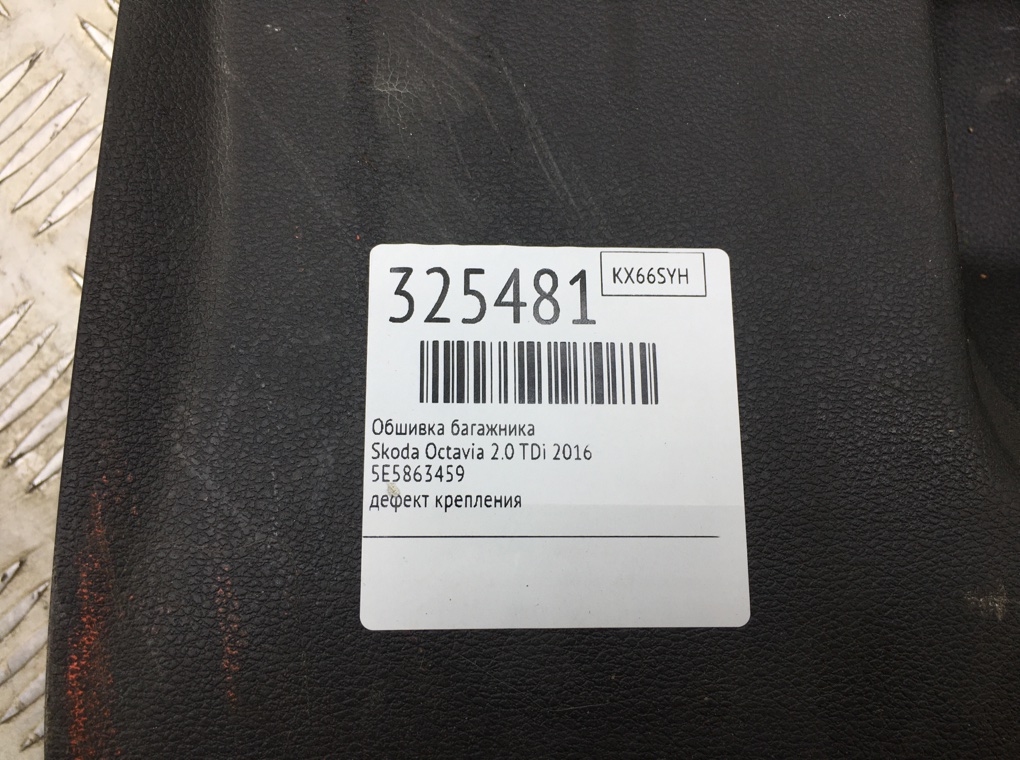 325481
KX66SYH
Обшивка багажника
Skoda Octavia 2.0 TDi 2016
5E5863459
дефект крепления